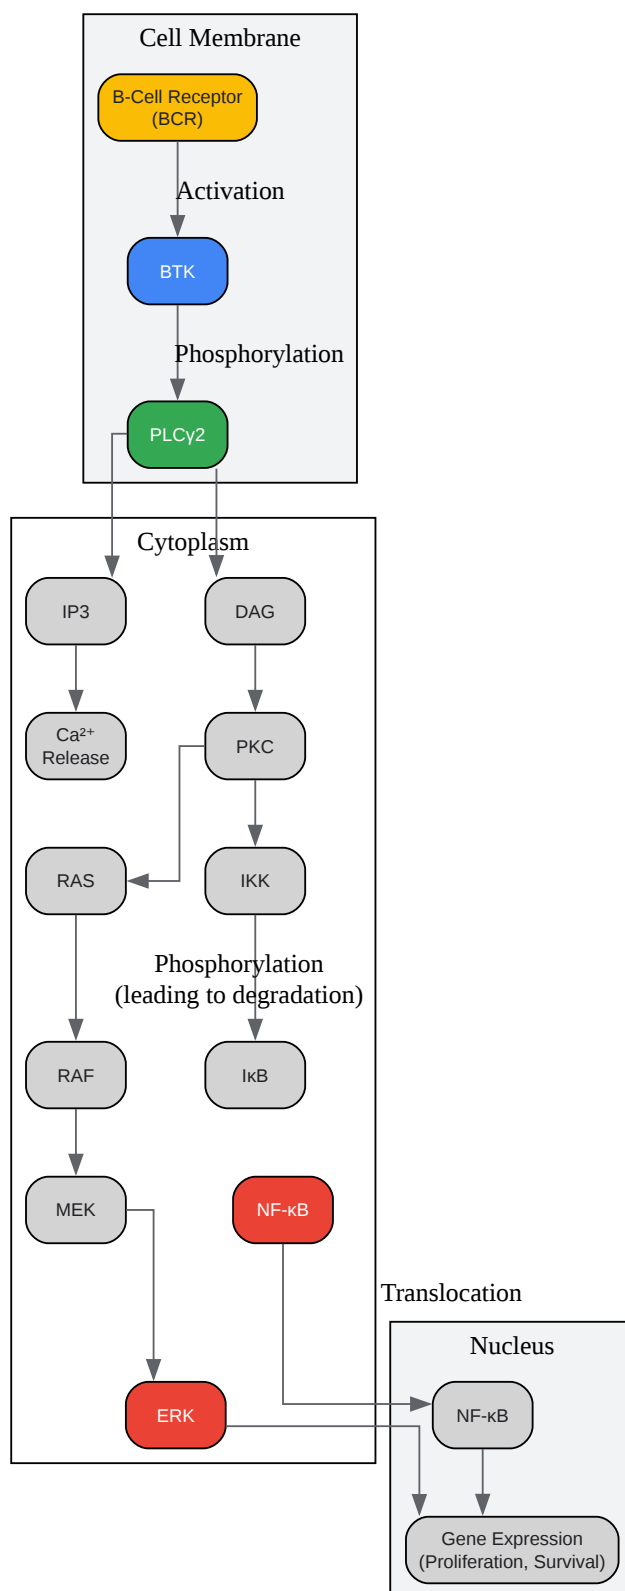 Cell Membrane
B-Cell Receptor
(BCR)
Activation
BTK
Phosphorylation
PLCγ2
Cytoplasm
IP3
DAG
Ca²⁺
Release
PKC
RAS
IKK
Phosphorylation
(leading to degradation)
RAF
IκB
MEK
NF-κB
Translocation
Nucleus
ERK
NF-κB
Gene Expression
(Proliferation, Survival)